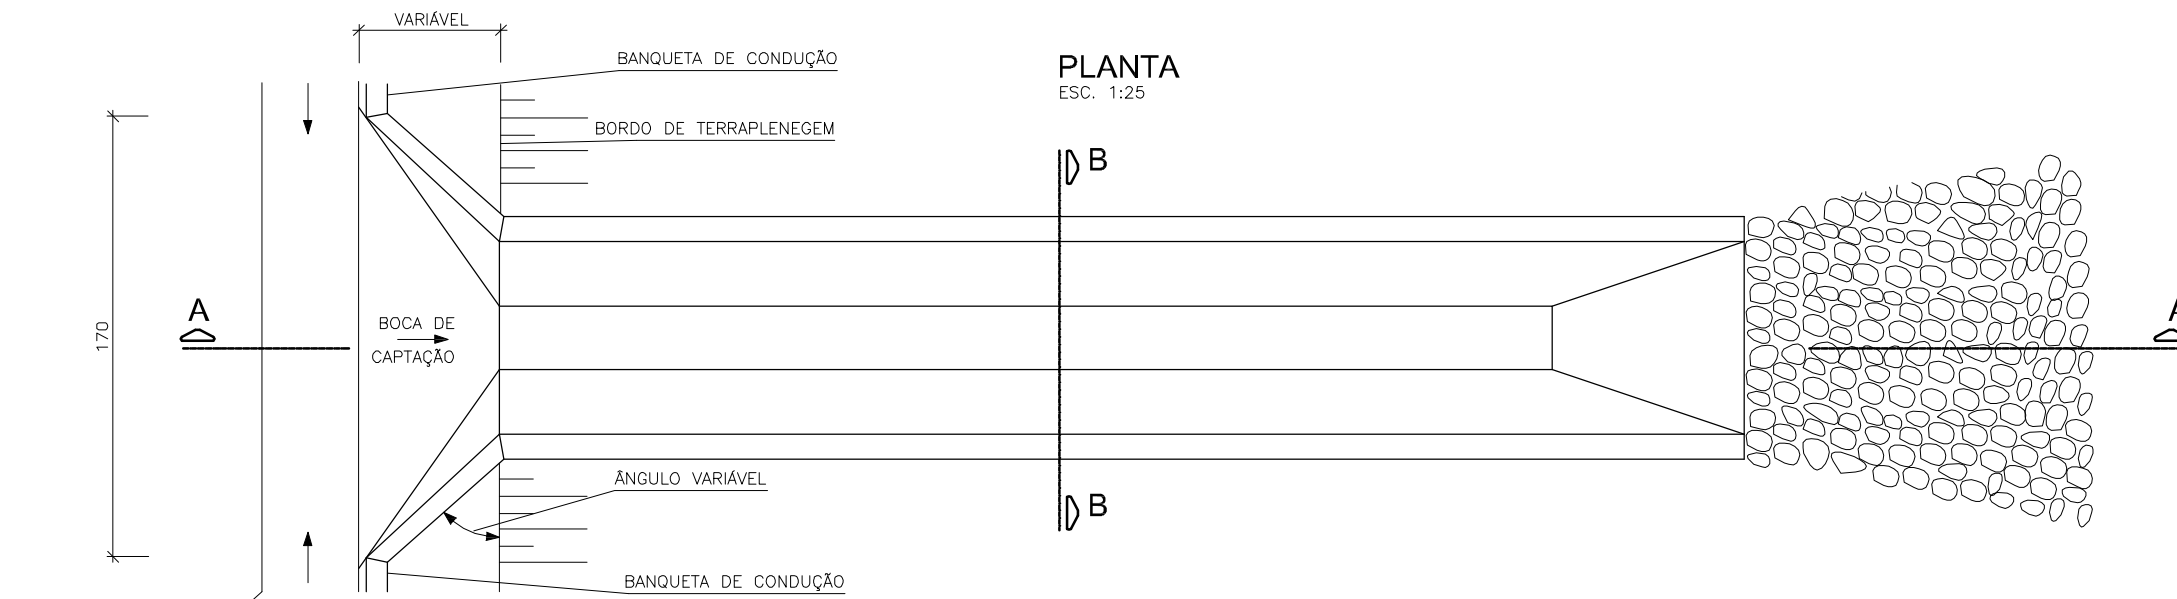 VARIÁVEL
BANQUETA DE CONDUÇÃO
PLANTA
ESC. 1:25
BORDO DE TERRAPLENEGEM
B
A
A
170
BOCA DE
CAPTAÇÃO
ÂNGULO VARIÁVEL
B
BANQUETA DE CONDUÇÃO